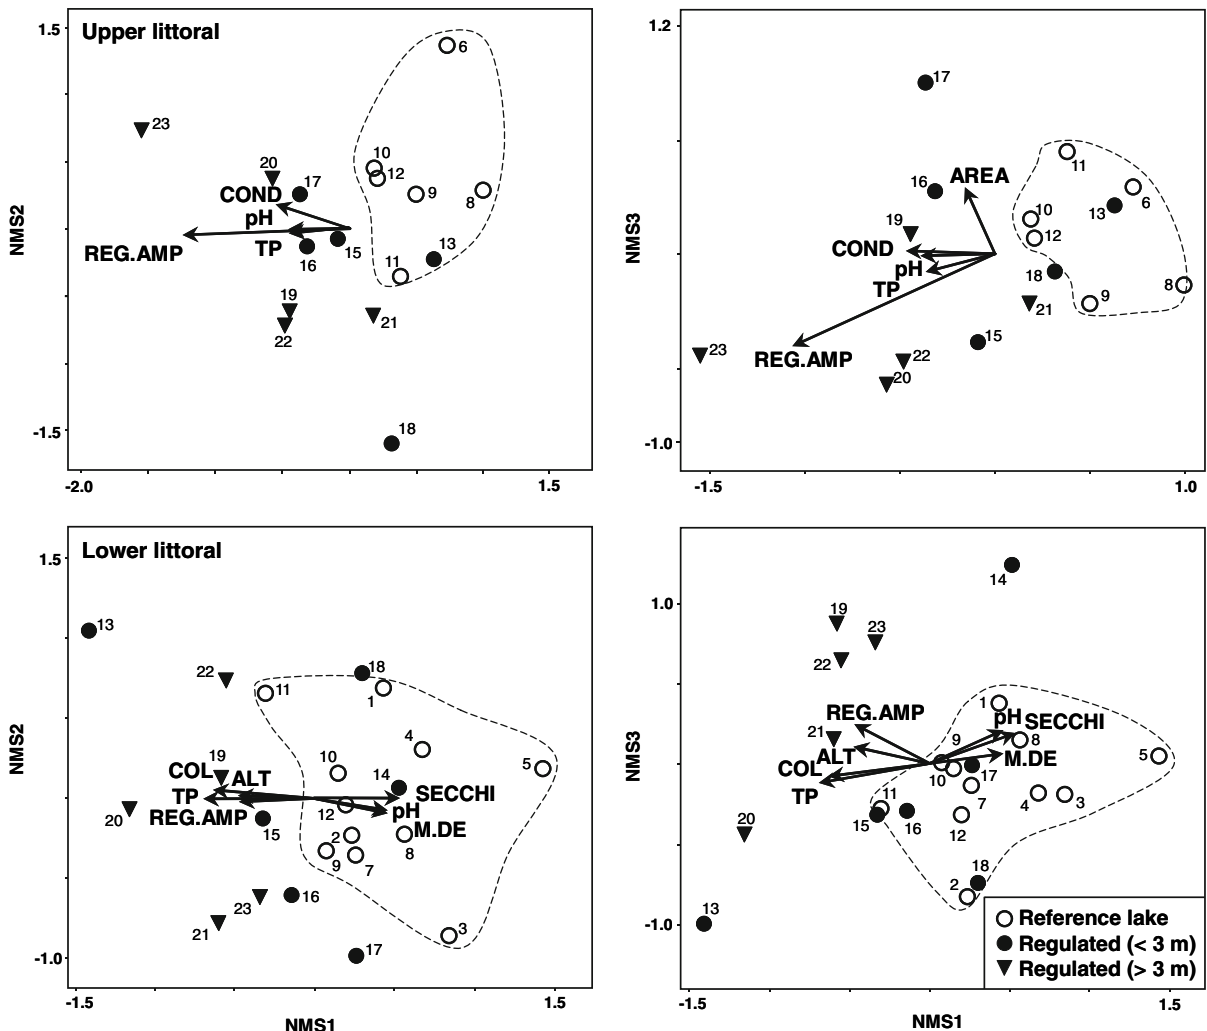 1.5
Upper littoral
6
23
10
20
12
17
9
8
COND
pH
NMS2
REG.AMP
TP
16
15
13
11
19
21
22
-1.5
18
-2.0
1.5
1.2
17
11
AREA
16
6
13
10
19
12
NMS3
COND
pH
18
TP
8
9
21
15
REG.AMP
23
22
20
-1.0
-1.5
1.0
1.5
Lower littoral
13
22
18
11
1
4
5
10
19
COL
ALT
14
NMS2
TP
SECCHI
20
REG.AMP
12
pH
15
2
M.DE
8
9
7
23
16
21
3
17
-1.0
-1.5
1.5
NMS1
14
1.0
19
23
22
1
REG.AMP
pH
SECCHI
21
9
8
NMS3
ALT
M.DE
5
COL
10
17
TP
11
7
4
3
20
15
16
12
18
2
13
-1.0
Reference lake
Regulated (< 3 m)
Regulated (> 3 m)
-1.5
1.5
NMS1